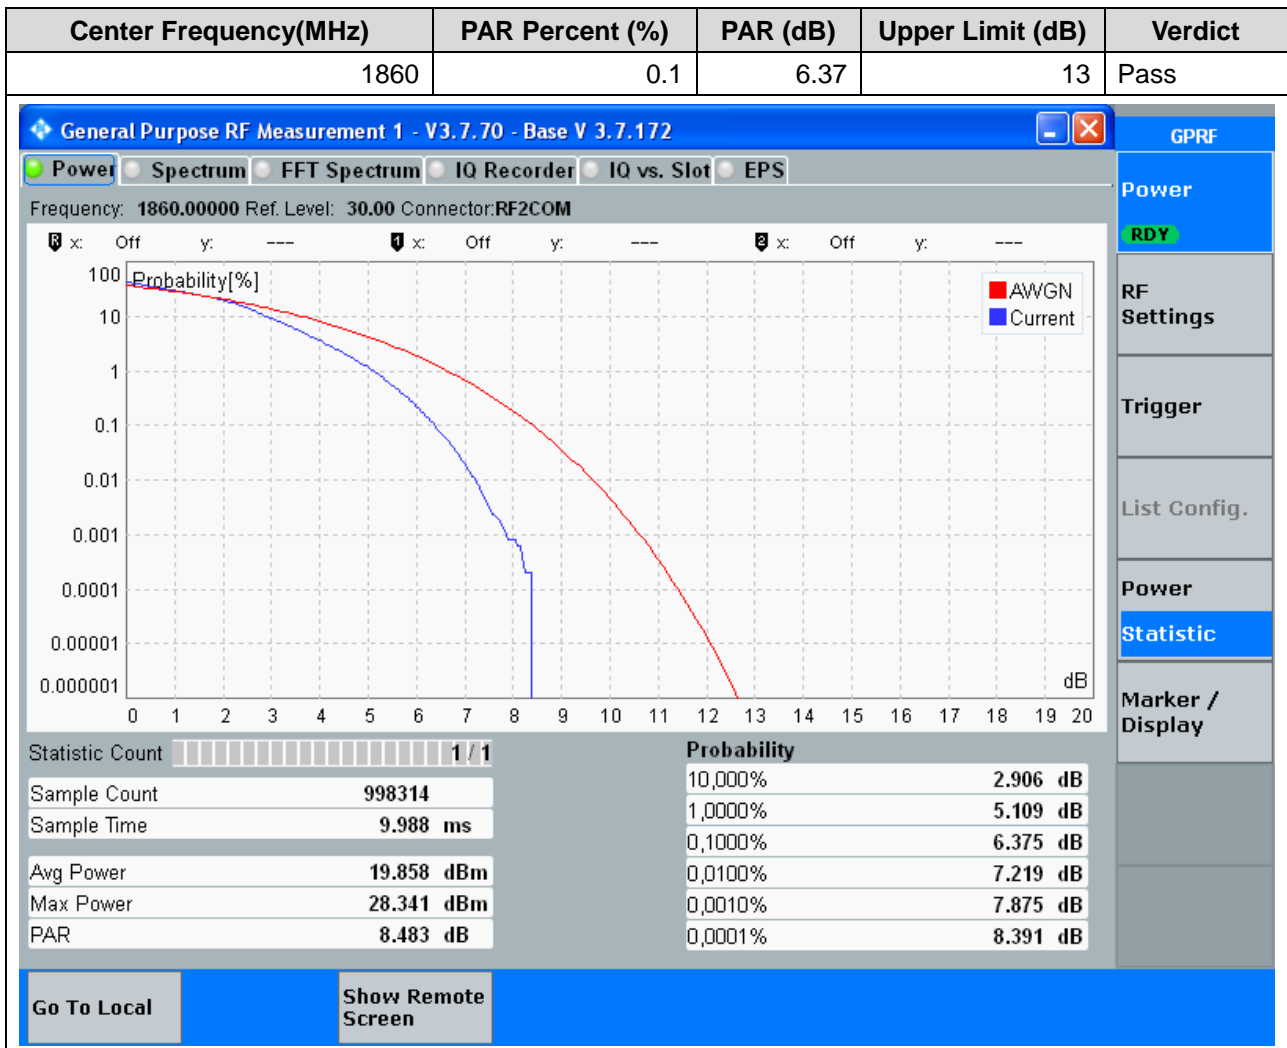 Center Frequency(MHz) PAR Percent (%) PAR (dB) Upper Limit (dB) Verdict
1860 0.1 6.37 13 Pass
General Purpose RF Measurement 1 - V3.7.70 - Base V 3.7.172
GPRF
Power Spectrum FFT Spectrum IQ Recorder IQ vs. Slot EPS
Power
RDY
Frequency: 1860.00000 Ref. Level: 30.00 Connector:RF2COM
R x: Off y: --- 1 x: Off y: --- 2 x: Off y: ---
Probability[%]
AWGN
Current
100
10
1
0.1
0.01
0.001
0.0001
0.00001
0.000001
dB
0 1 2 3 4 5 6 7 8 9 10 11 12 13 14 15 16 17 18 19 20
RF
Settings
Trigger
List Config.
Power
Statistic
Marker /
Display
Statistic Count 1 / 1
Sample Count 998314
Sample Time 9.988 ms
Avg Power 19.858 dBm
Max Power 28.341 dBm
PAR 8.483 dB
Probability
10,000% 2.906 dB
1,0000% 5.109 dB
0,1000% 6.375 dB
0,0100% 7.219 dB
0,0010% 7.875 dB
0,0001% 8.391 dB
Go To Local
Show Remote
Screen